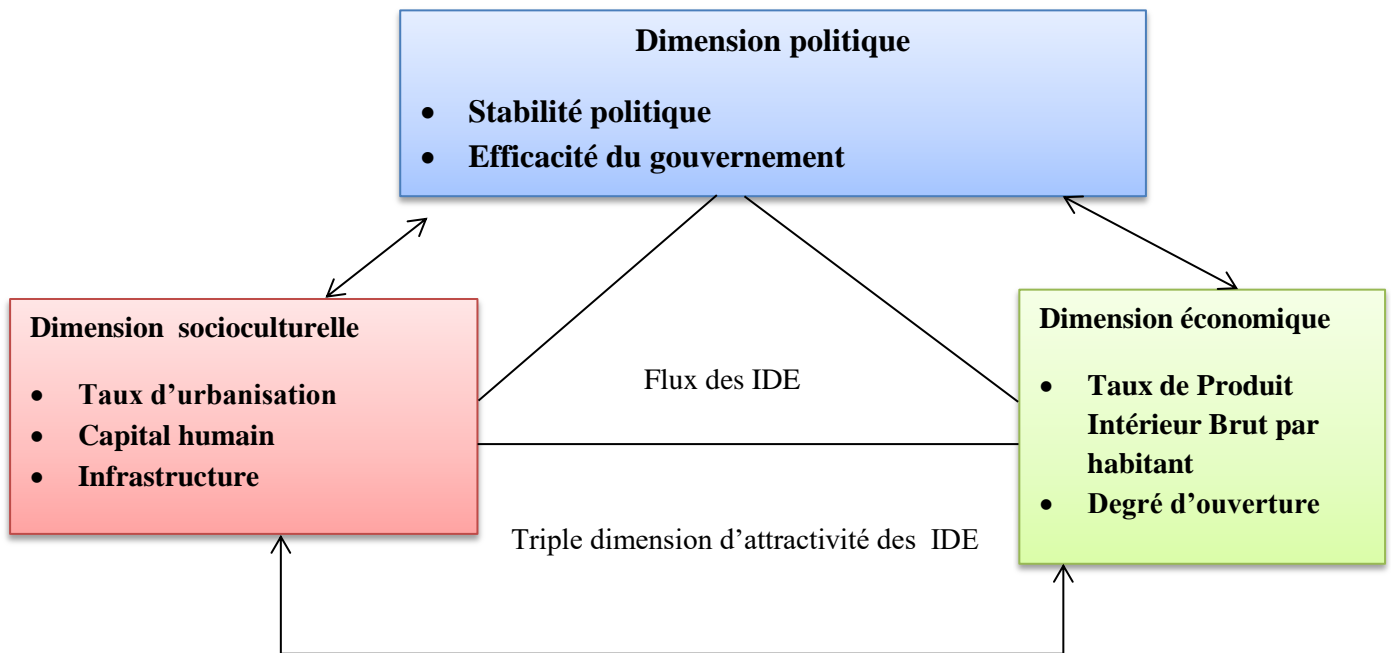 Dimension politique
• Stabilité politique
• Efficacité du gouvernement
Dimension socioculturelle
• Taux d’urbanisation
• Capital humain
• Infrastructure
Flux des IDE
Dimension économique
• Taux de Produit
Intérieur Brut par
habitant
• Degré d’ouverture
Triple dimension d’attractivité des IDE